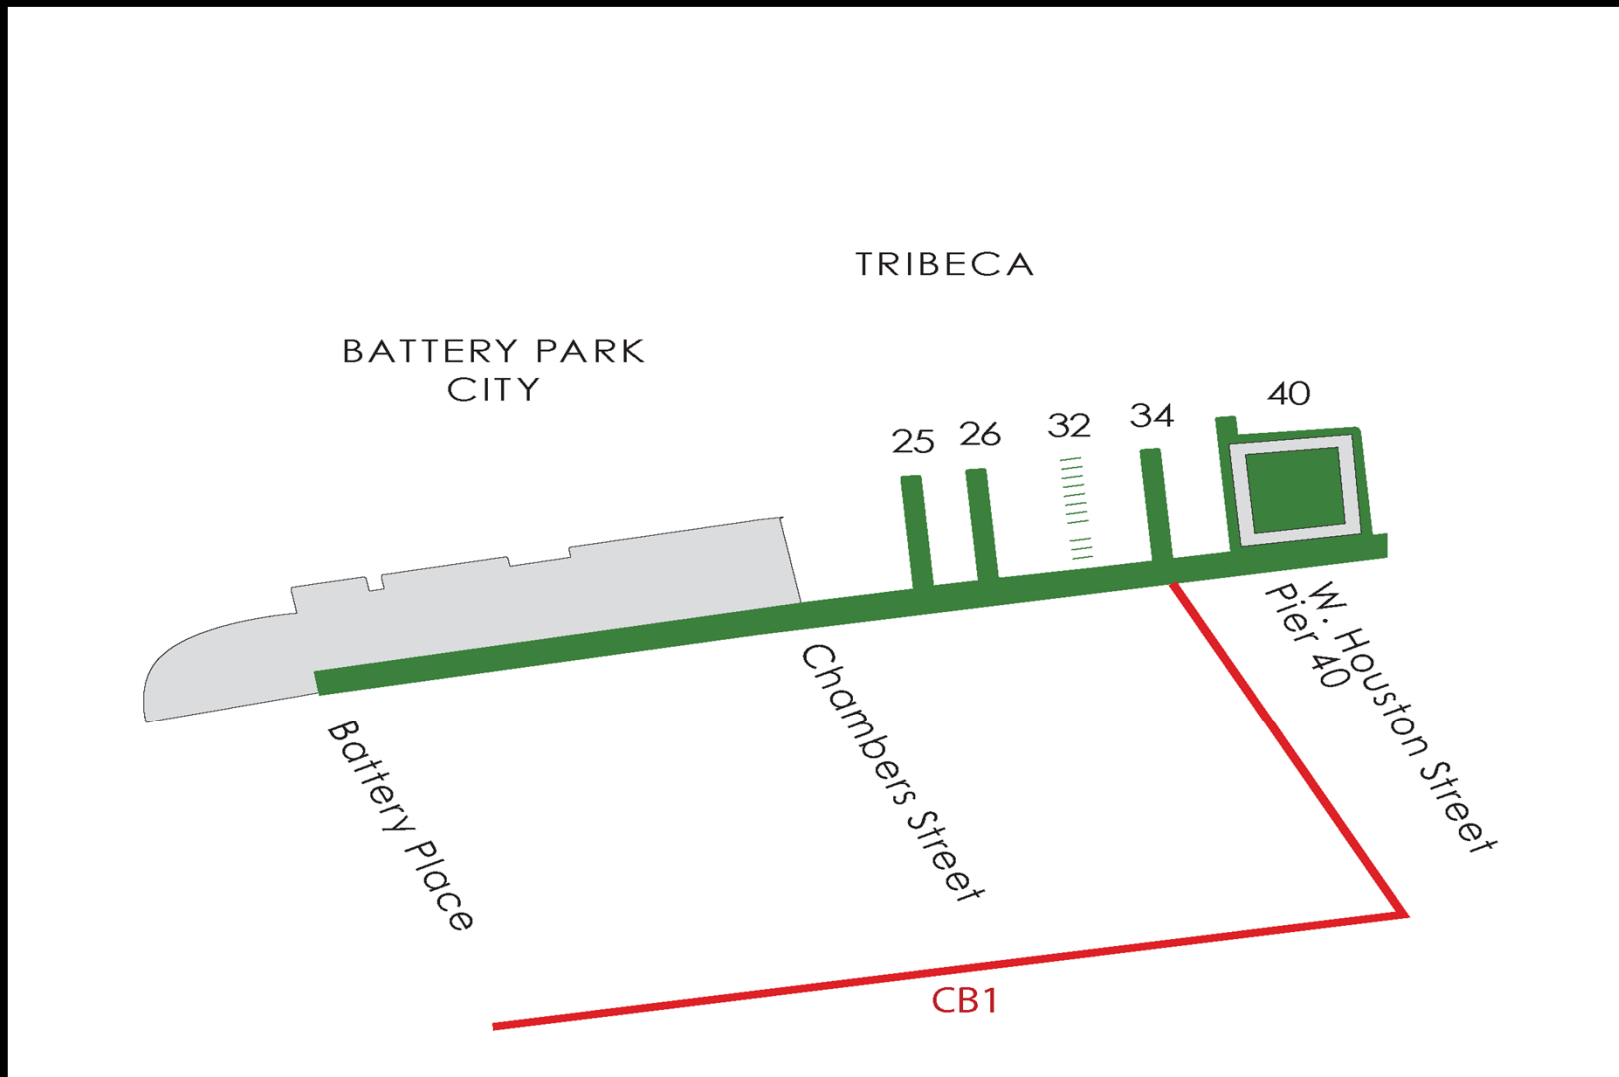 TRIBECA
BATTERY PARK
CITY
40
34
32
26
25
W. Houston Street
Pier 40
Chambers Street
Battery Place
CB1